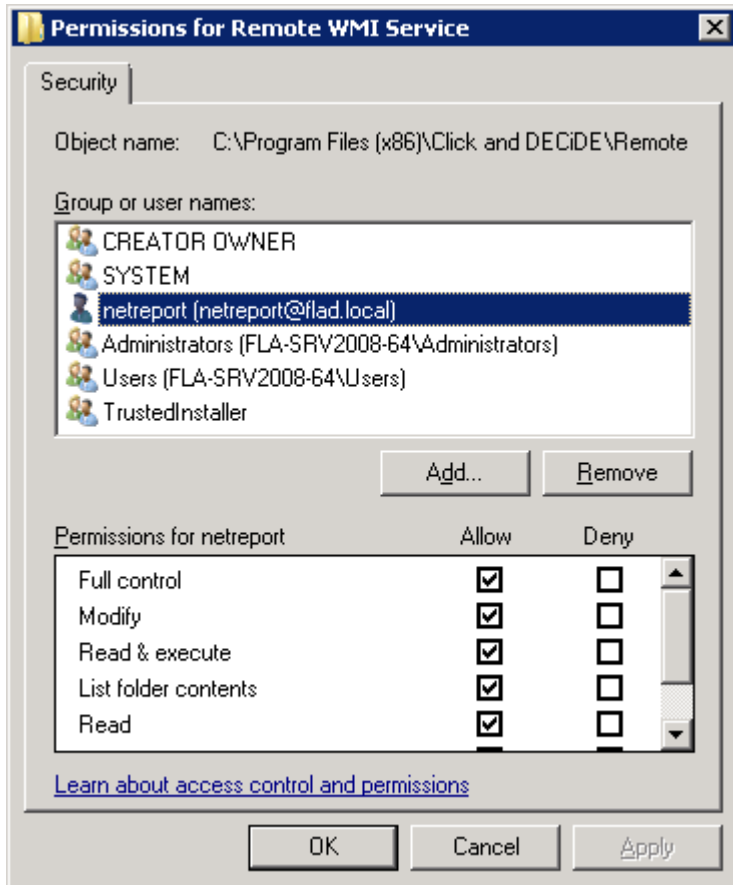 Permissions for Remote WMI Service
Security
Object name: C:\Program Files (x86)\Click and DECiDE\Remote
Group or user names:
CREATOR OWNER
SYSTEM
netreport (netreport@flad.local)
Administrators (FLA-SRV2008-64\Administrators)
Users (FLA-SRV2008-64\Users)
TrustedInstaller
Add... Remove
Permissions for netreport Allow Deny
Full control
Modify
Read & execute
List folder contents
Read
Learn about access control and permissions
OK Cancel Apply